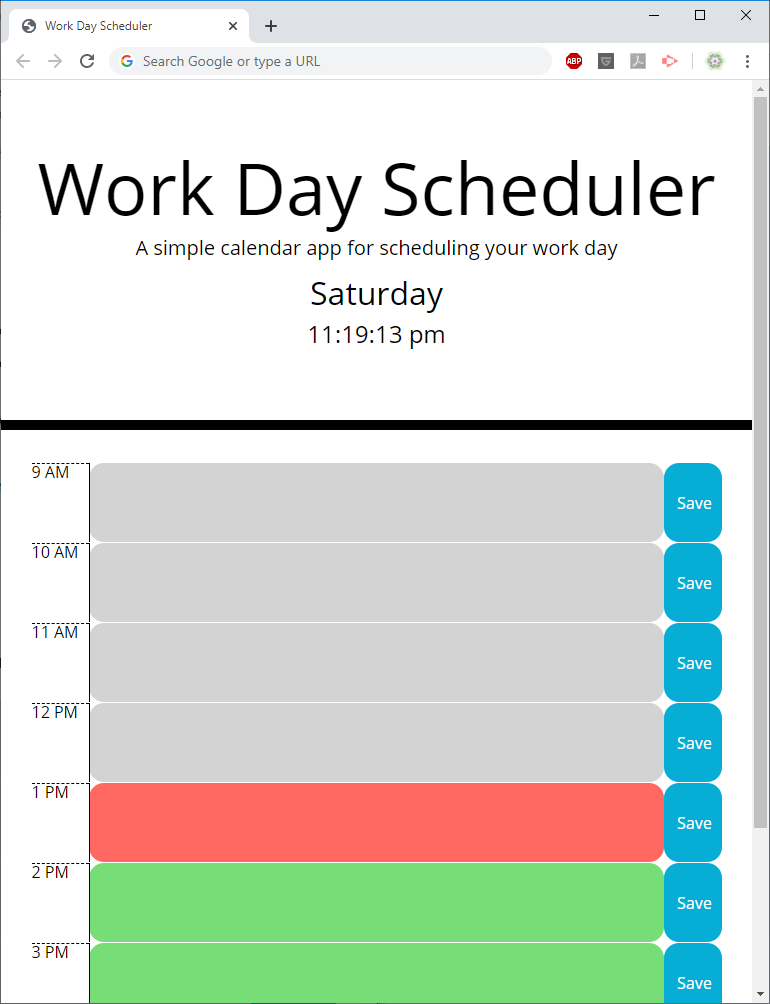 Work Day Scheduler
Search Google or type a URL
ABP
Work Day Scheduler
A simple calendar app for scheduling your work day
Saturday
11:19:13 pm
9 AM
Save
10 AM
Save
11 AM
Save
12 PM
Save
1 PM
Save
2 PM
Save
3 PM
Save